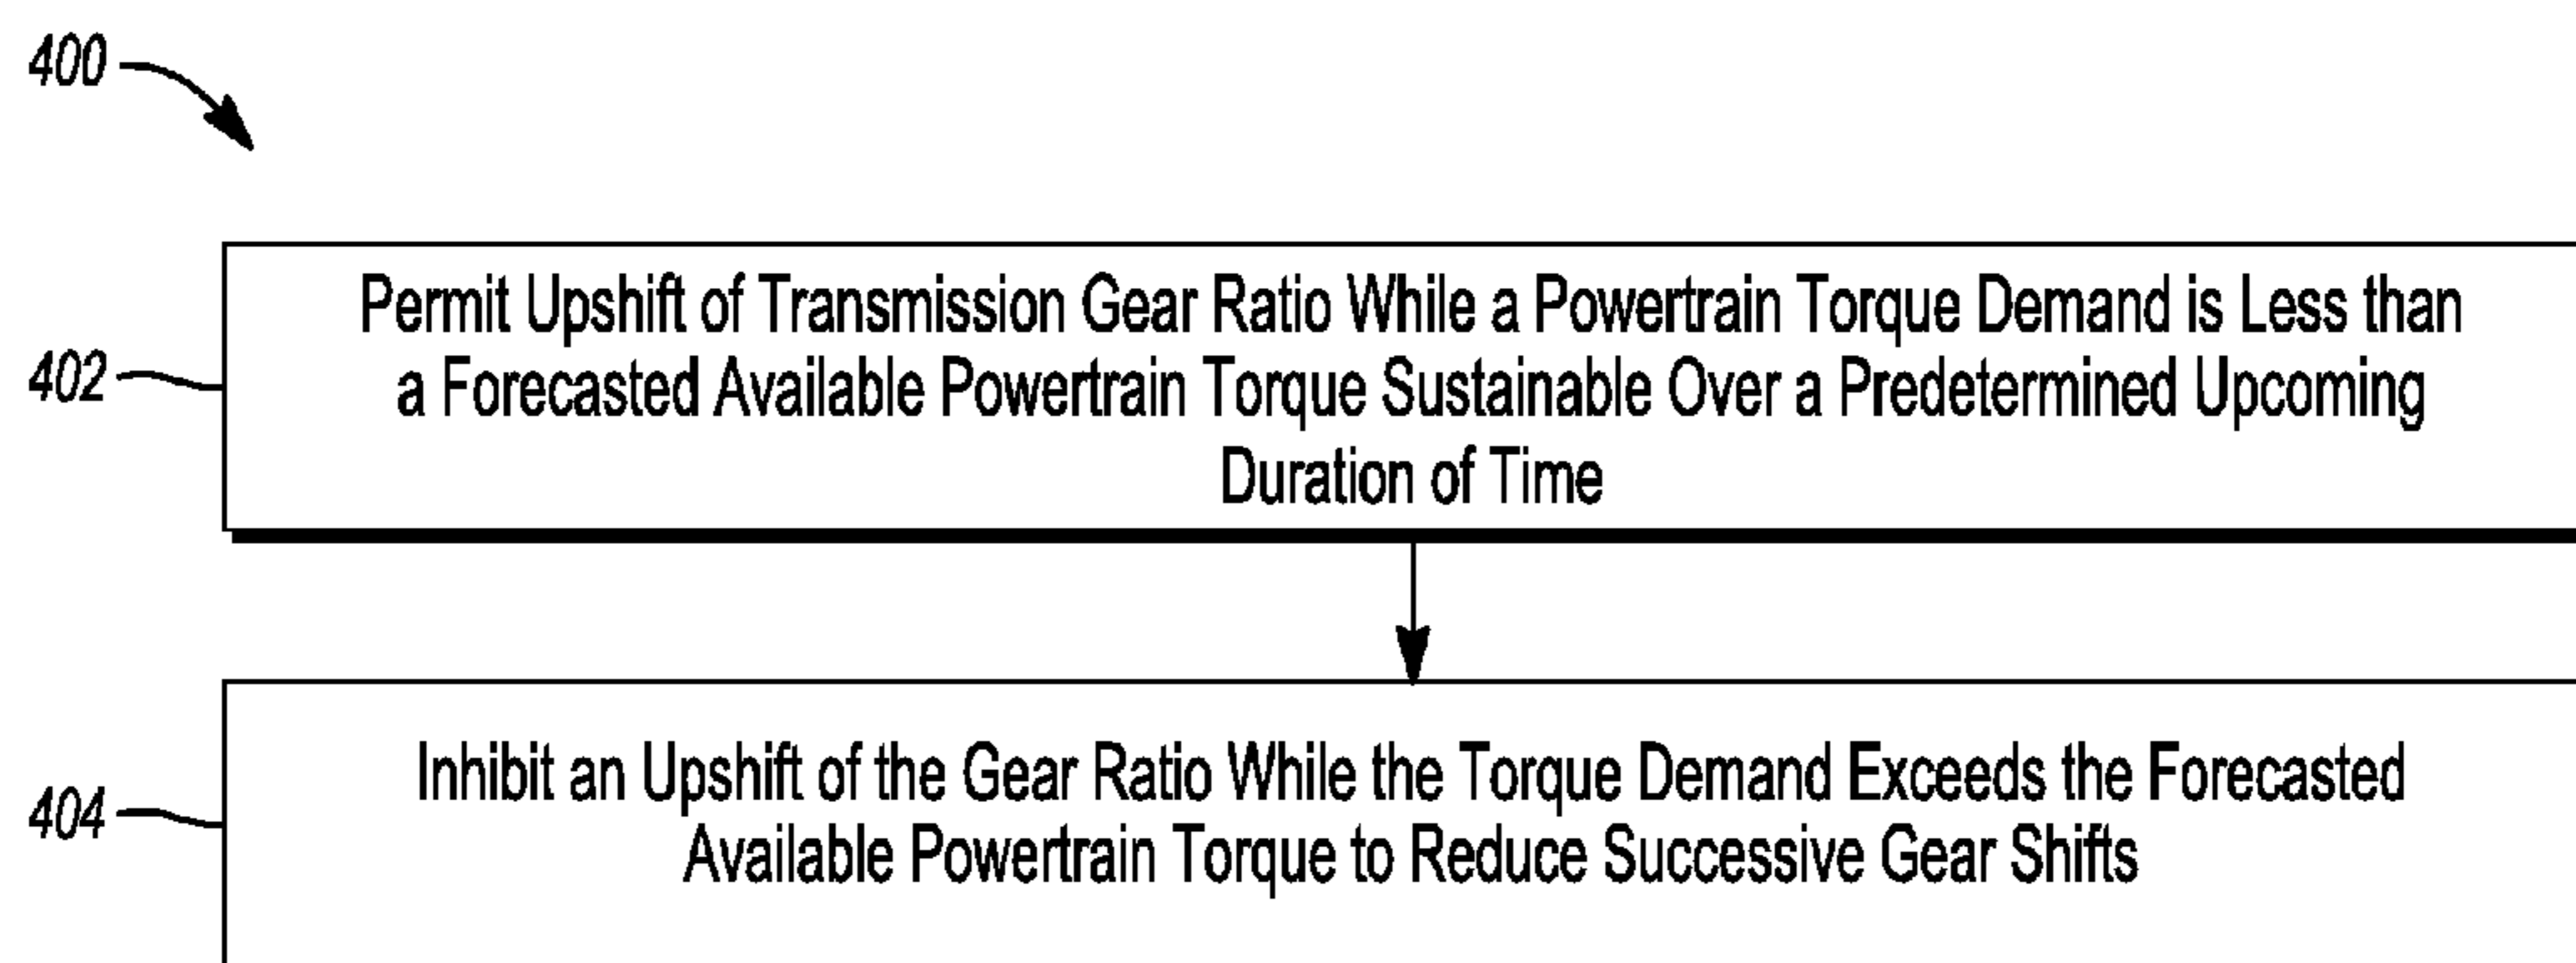 400
Permit Upshift of Transmission Gear Ratio While a Powertrain Torque Demand is Less than
402
a Forecasted Available Powertrain Torque Sustainable Over a Predetermined Upcoming
Duration of Time
Inhibit an Upshift of the Gear Ratio While the Torque Demand Exceeds the Forecasted
404
Available Powertrain Torque to Reduce Successive Gear Shifts